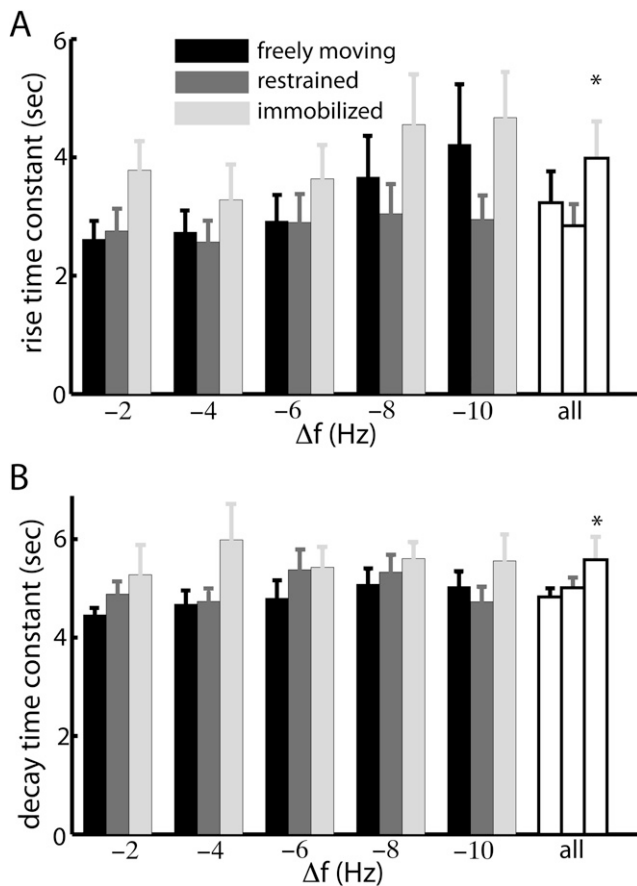 A
rise time constant (sec)
6
4
2
0
freely moving
restrained
immobilized
*
−2 −4 −6 −8 −10 all
Δf (Hz)
B
decay time constant (sec)
6
4
2
0
*
−2 −4 −6 −8 −10 all
Δf (Hz)